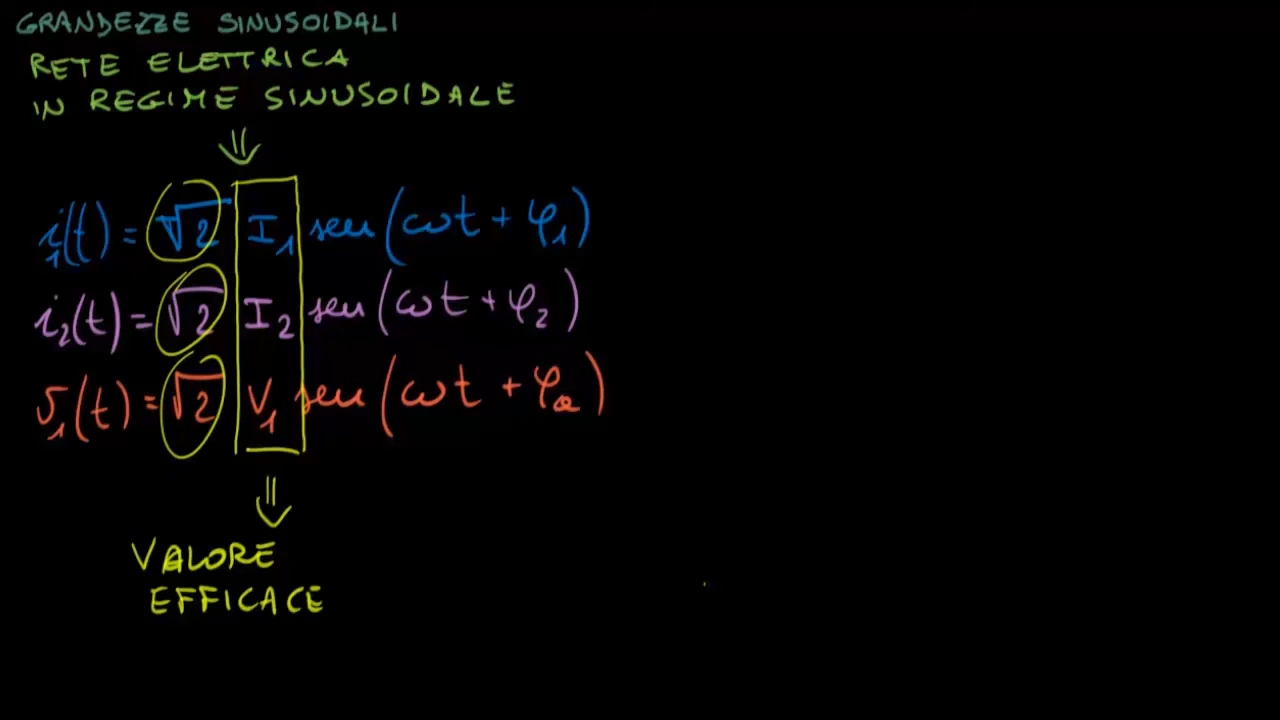 GRANDEZZE SINUSOIDALI
RETE ELETTRICA
IN REGIME SINUSOIDALE
⇓
i₁(t) = √2 I₁ sen(ωt + φ₁)
i₂(t) = √2 I₂ sen(ωt + φ₂)
v₁(t) = √2 V₁ sen(ωt + φₐ)
⇓
VALORE
EFFICACE